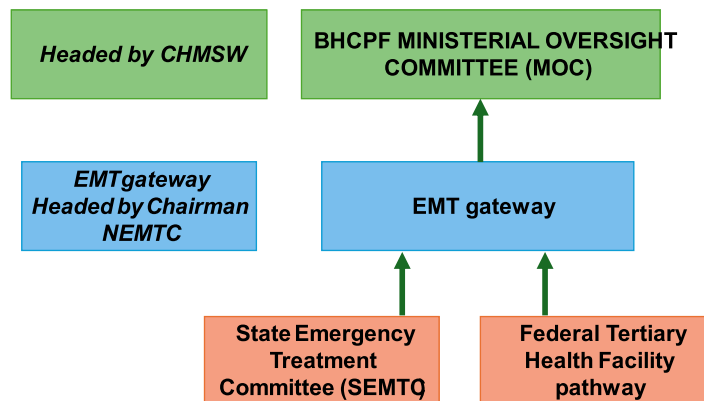 Headed by CHMSW
BHCPF MINISTERIAL OVERSIGHT
COMMITTEE (MOC)
EMTgateway
Headed by Chairman
NEMTC
EMT gateway
State Emergency
Treatment
Committee (SEMTC)
Federal Tertiary
Health Facility
pathway